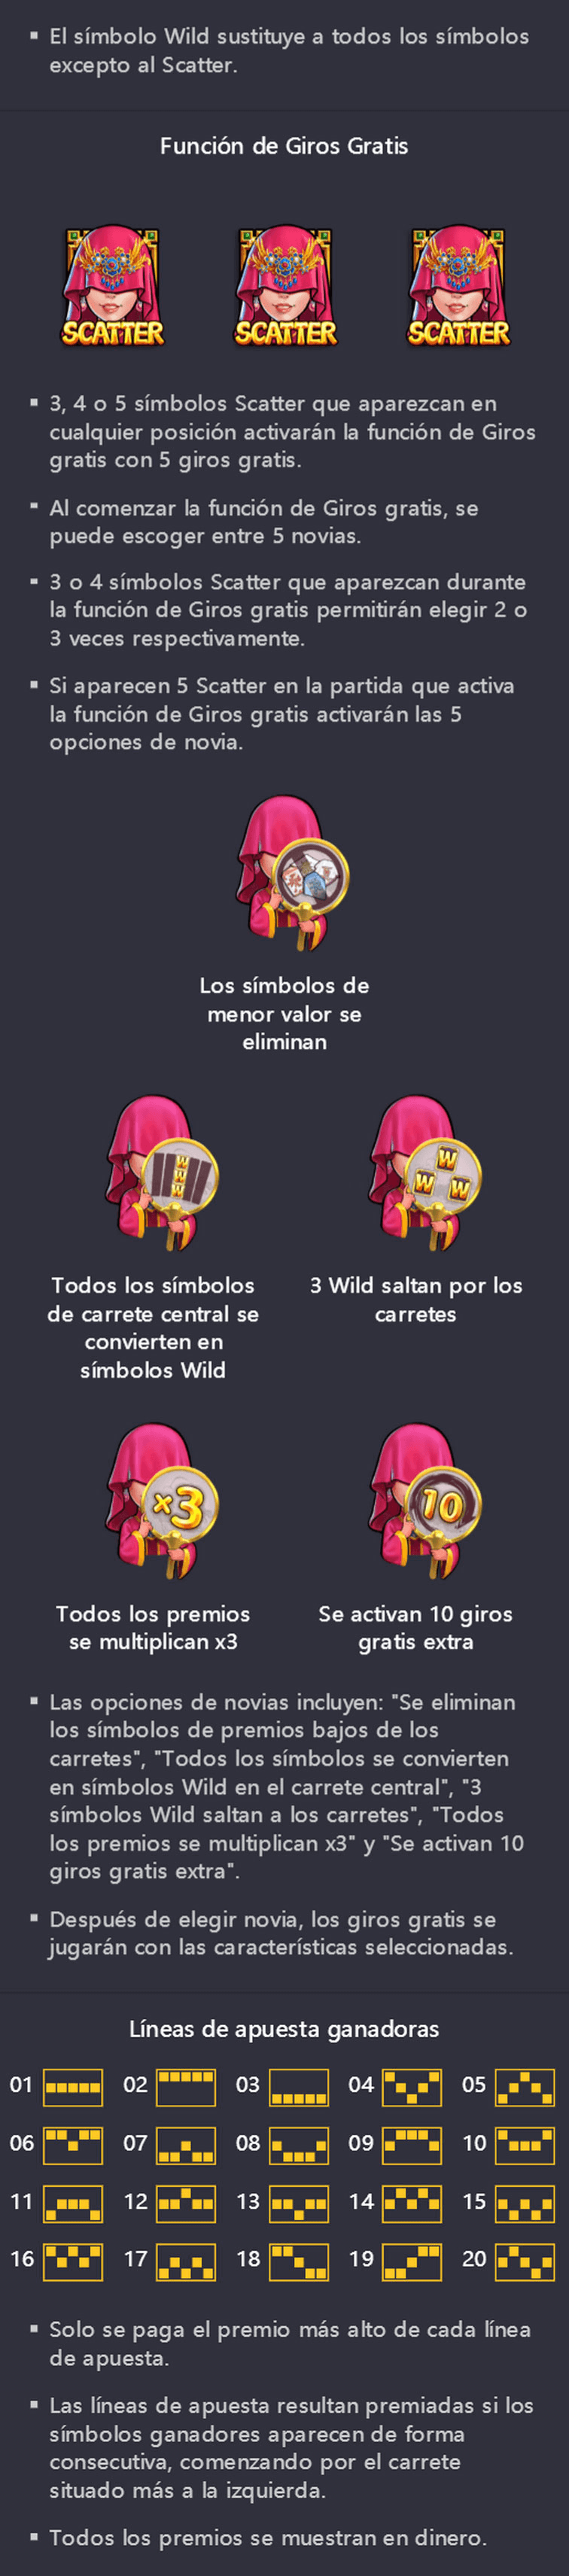 ▪ El símbolo Wild sustituye a todos los símbolos
excepto al Scatter.
Función de Giros Gratis
SCATTER SCATTER SCATTER
▪ 3, 4 o 5 símbolos Scatter que aparezcan en
cualquier posición activarán la función de Giros
gratis con 5 giros gratis.
▪ Al comenzar la función de Giros gratis, se
puede escoger entre 5 novias.
▪ 3 o 4 símbolos Scatter que aparezcan durante
la función de Giros gratis permitirán elegir 2 o
3 veces respectivamente.
▪ Si aparecen 5 Scatter en la partida que activa
la función de Giros gratis activarán las 5
opciones de novia.
Los símbolos de
menor valor se
eliminan
W
W
W
Todos los símbolos
de carrete central se
convierten en
símbolos Wild
W
W W
3 Wild saltan por los
carretes
x3
Todos los premios
se multiplican x3
10
Se activan 10 giros
gratis extra
▪ Las opciones de novias incluyen: "Se eliminan
los símbolos de premios bajos de los
carretes", "Todos los símbolos se convierten
en símbolos Wild en el carrete central", "3
símbolos Wild saltan a los carretes", "Todos
los premios se multiplican x3" y "Se activan 10
giros gratis extra".
▪ Después de elegir novia, los giros gratis se
jugarán con las características seleccionadas.
Líneas de apuesta ganadoras
01 02 03 04 05
06 07 08 09 10
11 12 13 14 15
16 17 18 19 20
▪ Solo se paga el premio más alto de cada línea
de apuesta.
▪ Las líneas de apuesta resultan premiadas si los
símbolos ganadores aparecen de forma
consecutiva, comenzando por el carrete
situado más a la izquierda.
▪ Todos los premios se muestran en dinero.